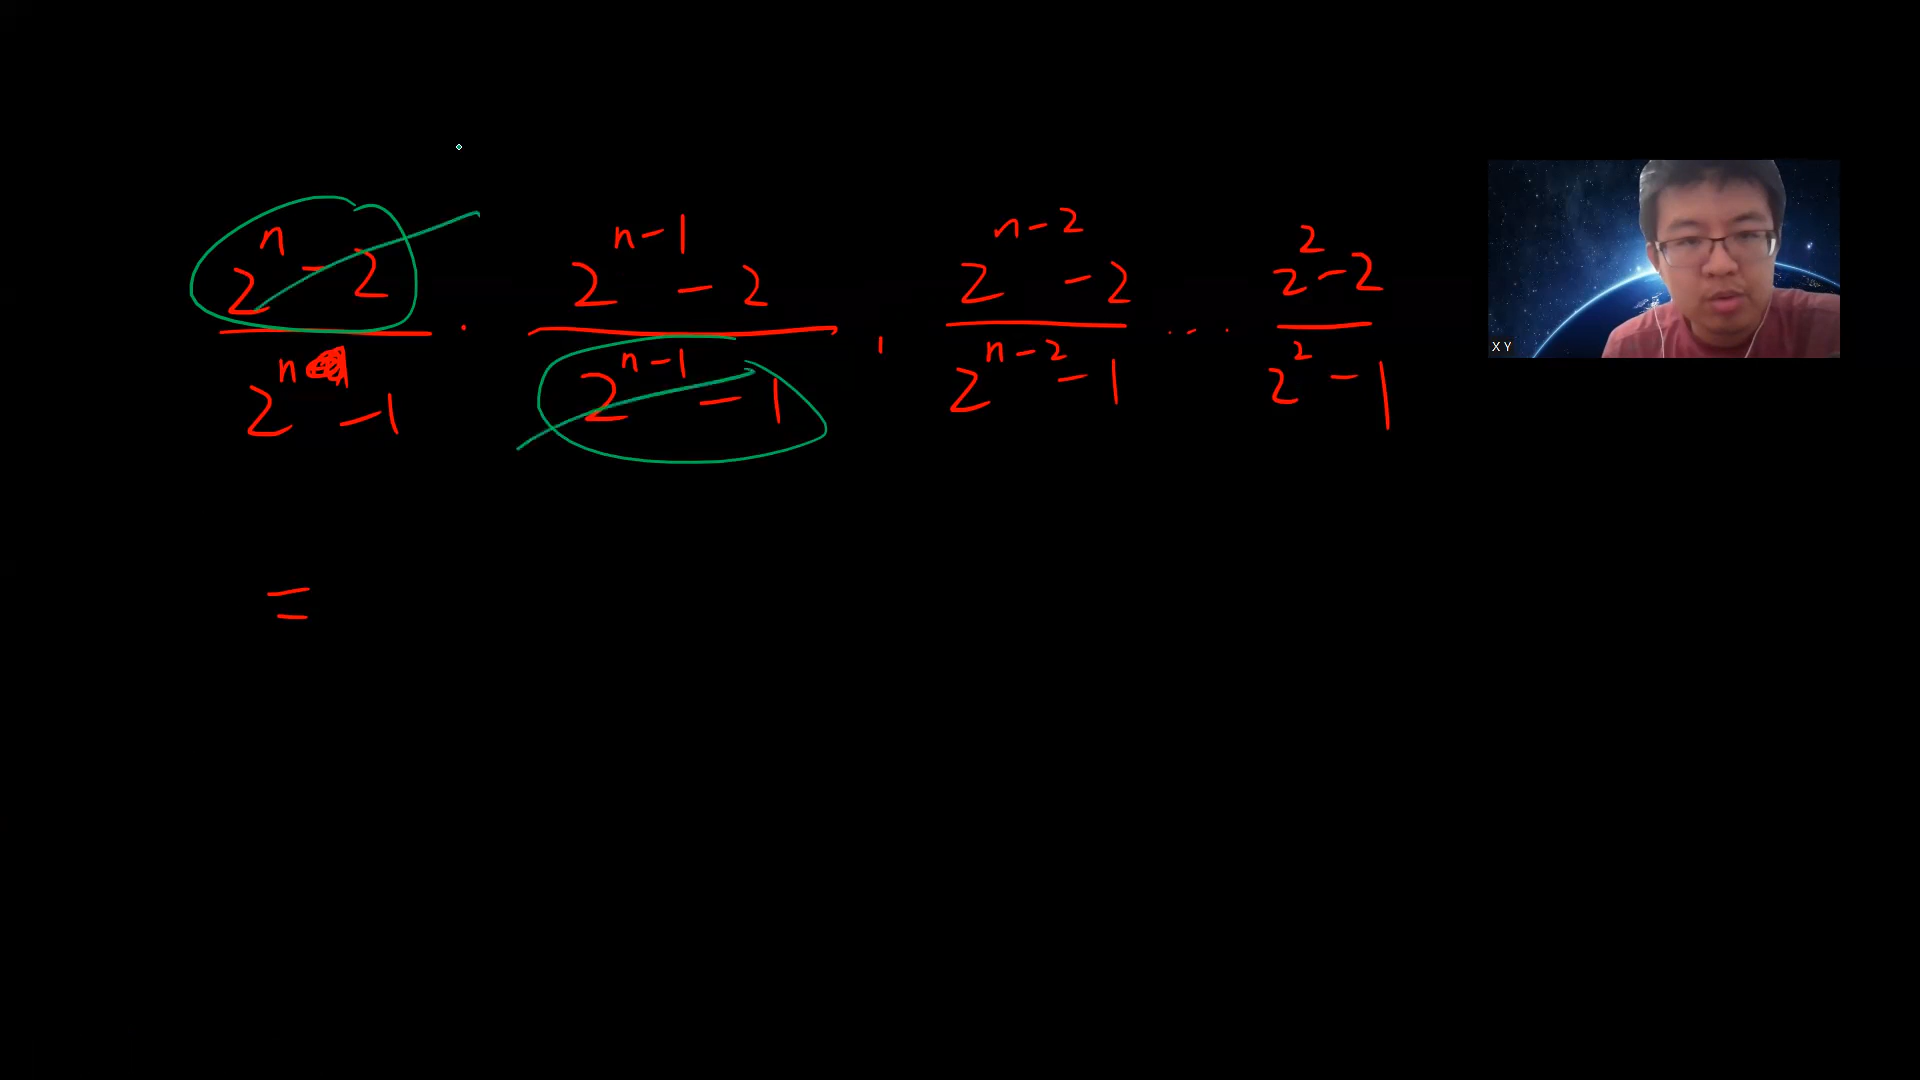 2^n - 2 / 2^n - 1 · 2^{n-1} - 2 / 2^{n-1} - 1 · 2^{n-2} - 2 / 2^{n-2} - 1 ... 2^2 - 2 / 2^2 - 1
=
X Y